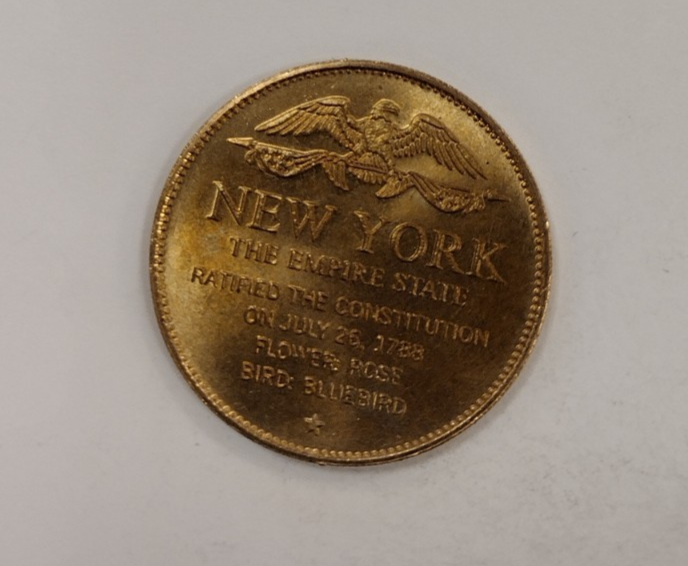 NEW YORK
THE EMPIRE STATE
RATIFIED THE CONSTITUTION
ON JULY 26, 1788
FLOWER: ROSE
BIRD: BLUEBIRD